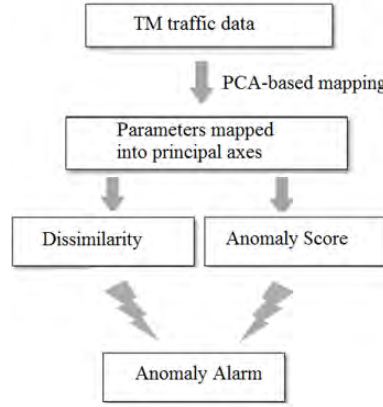 TM traffic data
PCA-based mapping
Parameters mapped
into principal axes
Dissimilarity
Anomaly Score
Anomaly Alarm